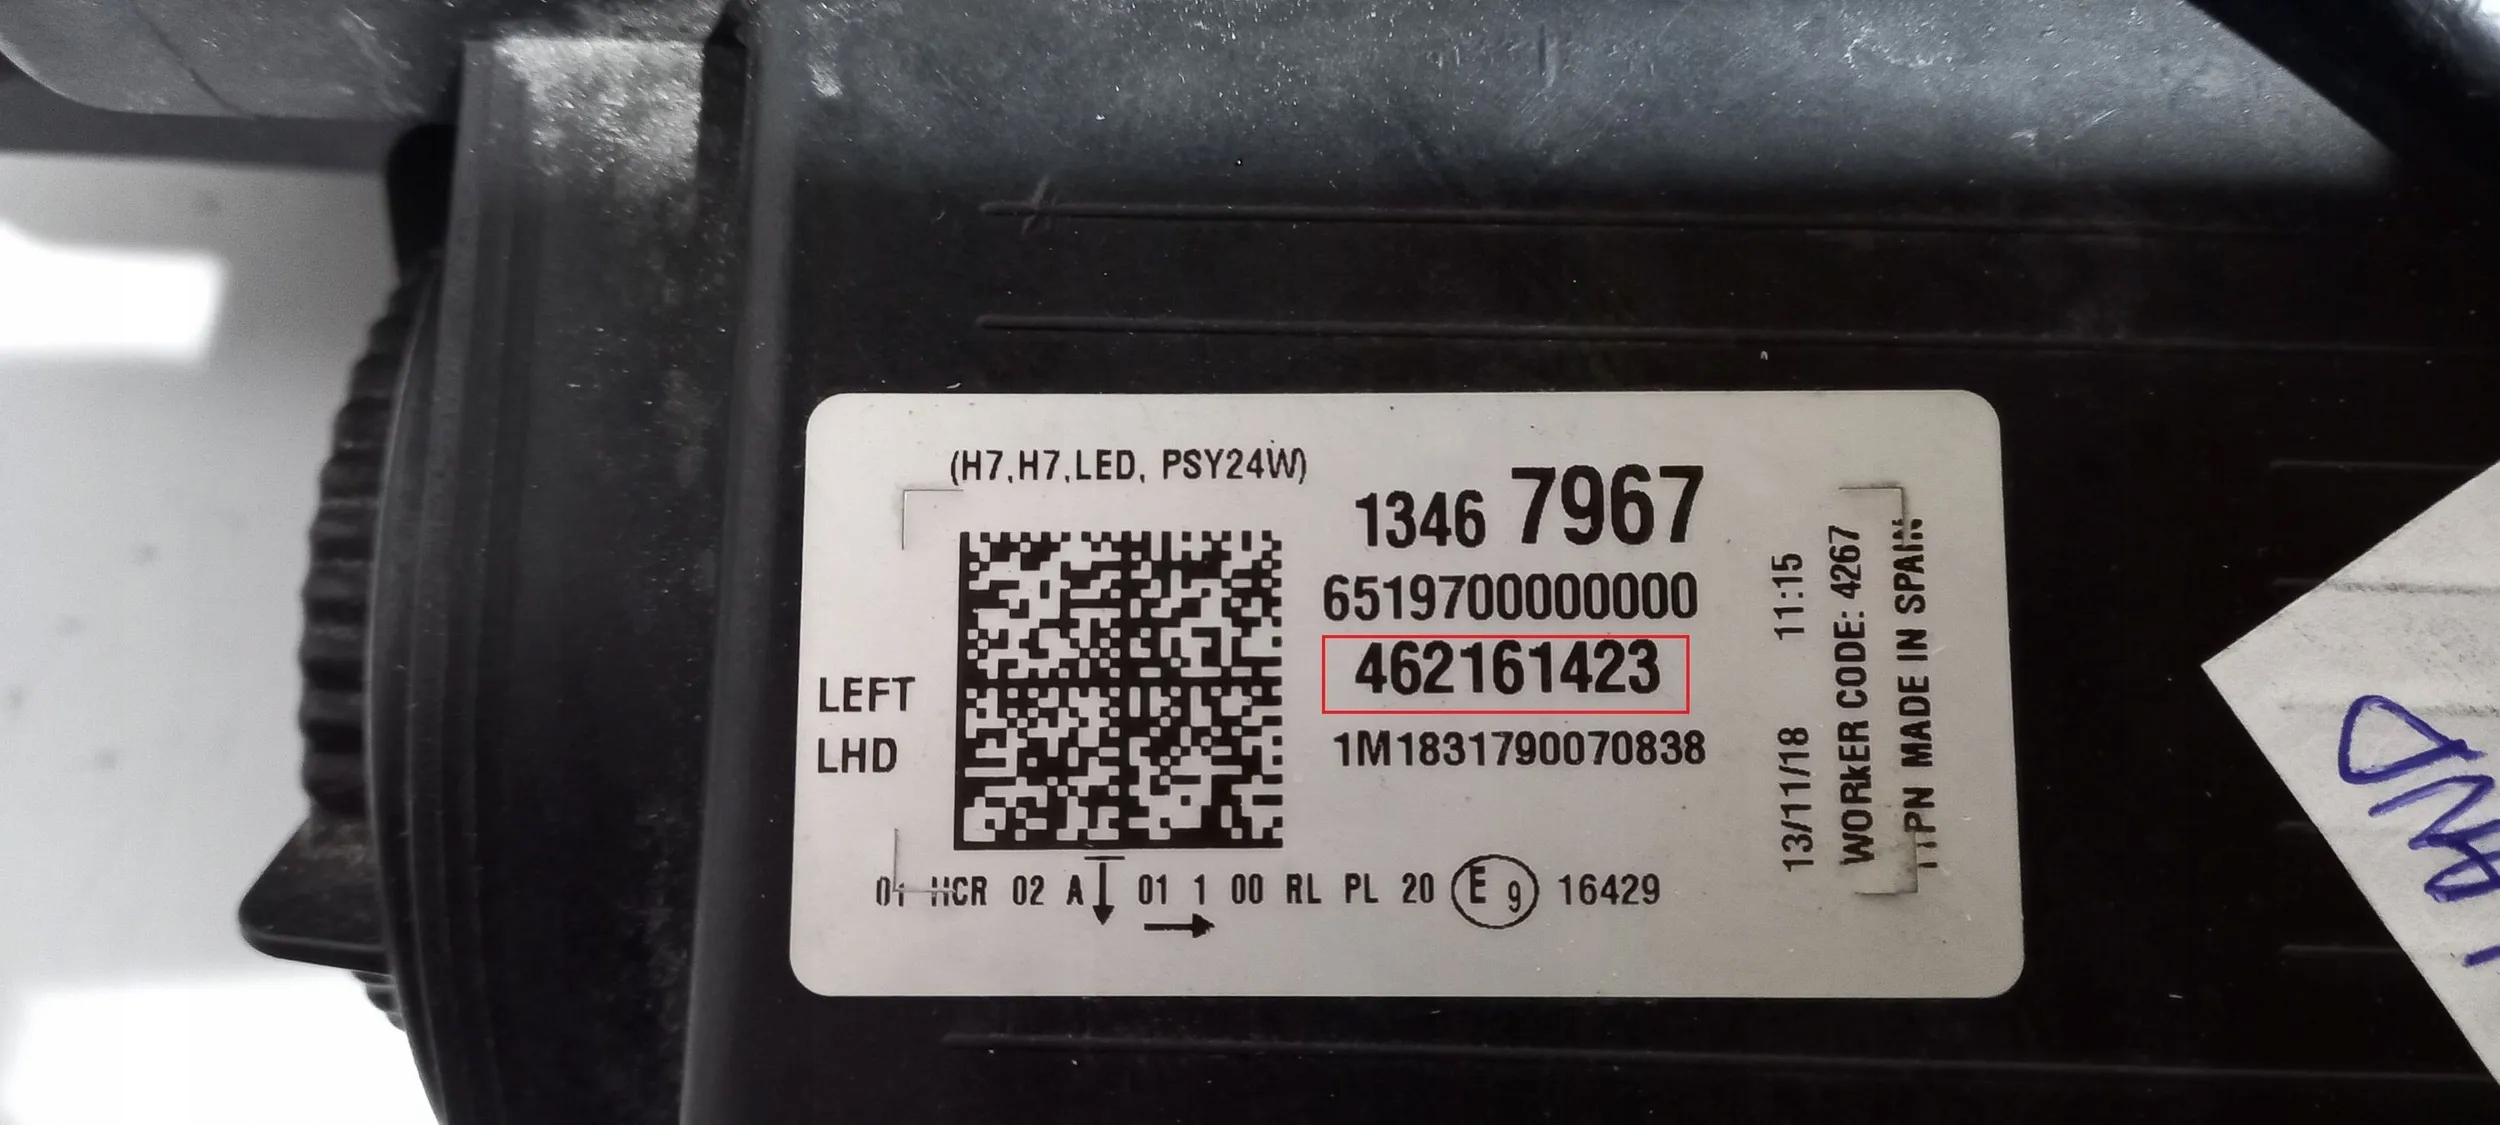 (H7,H7,LED, PSY24W)
1346 7967
6519700000000
462161423
1M1831790070838
LEFT
LHD
01 HCR 02 A 01 1 00 RL PL 20 E 9 16429
13/11/18 11:15
WORKER CODE: 4267
MADE IN SPAIN